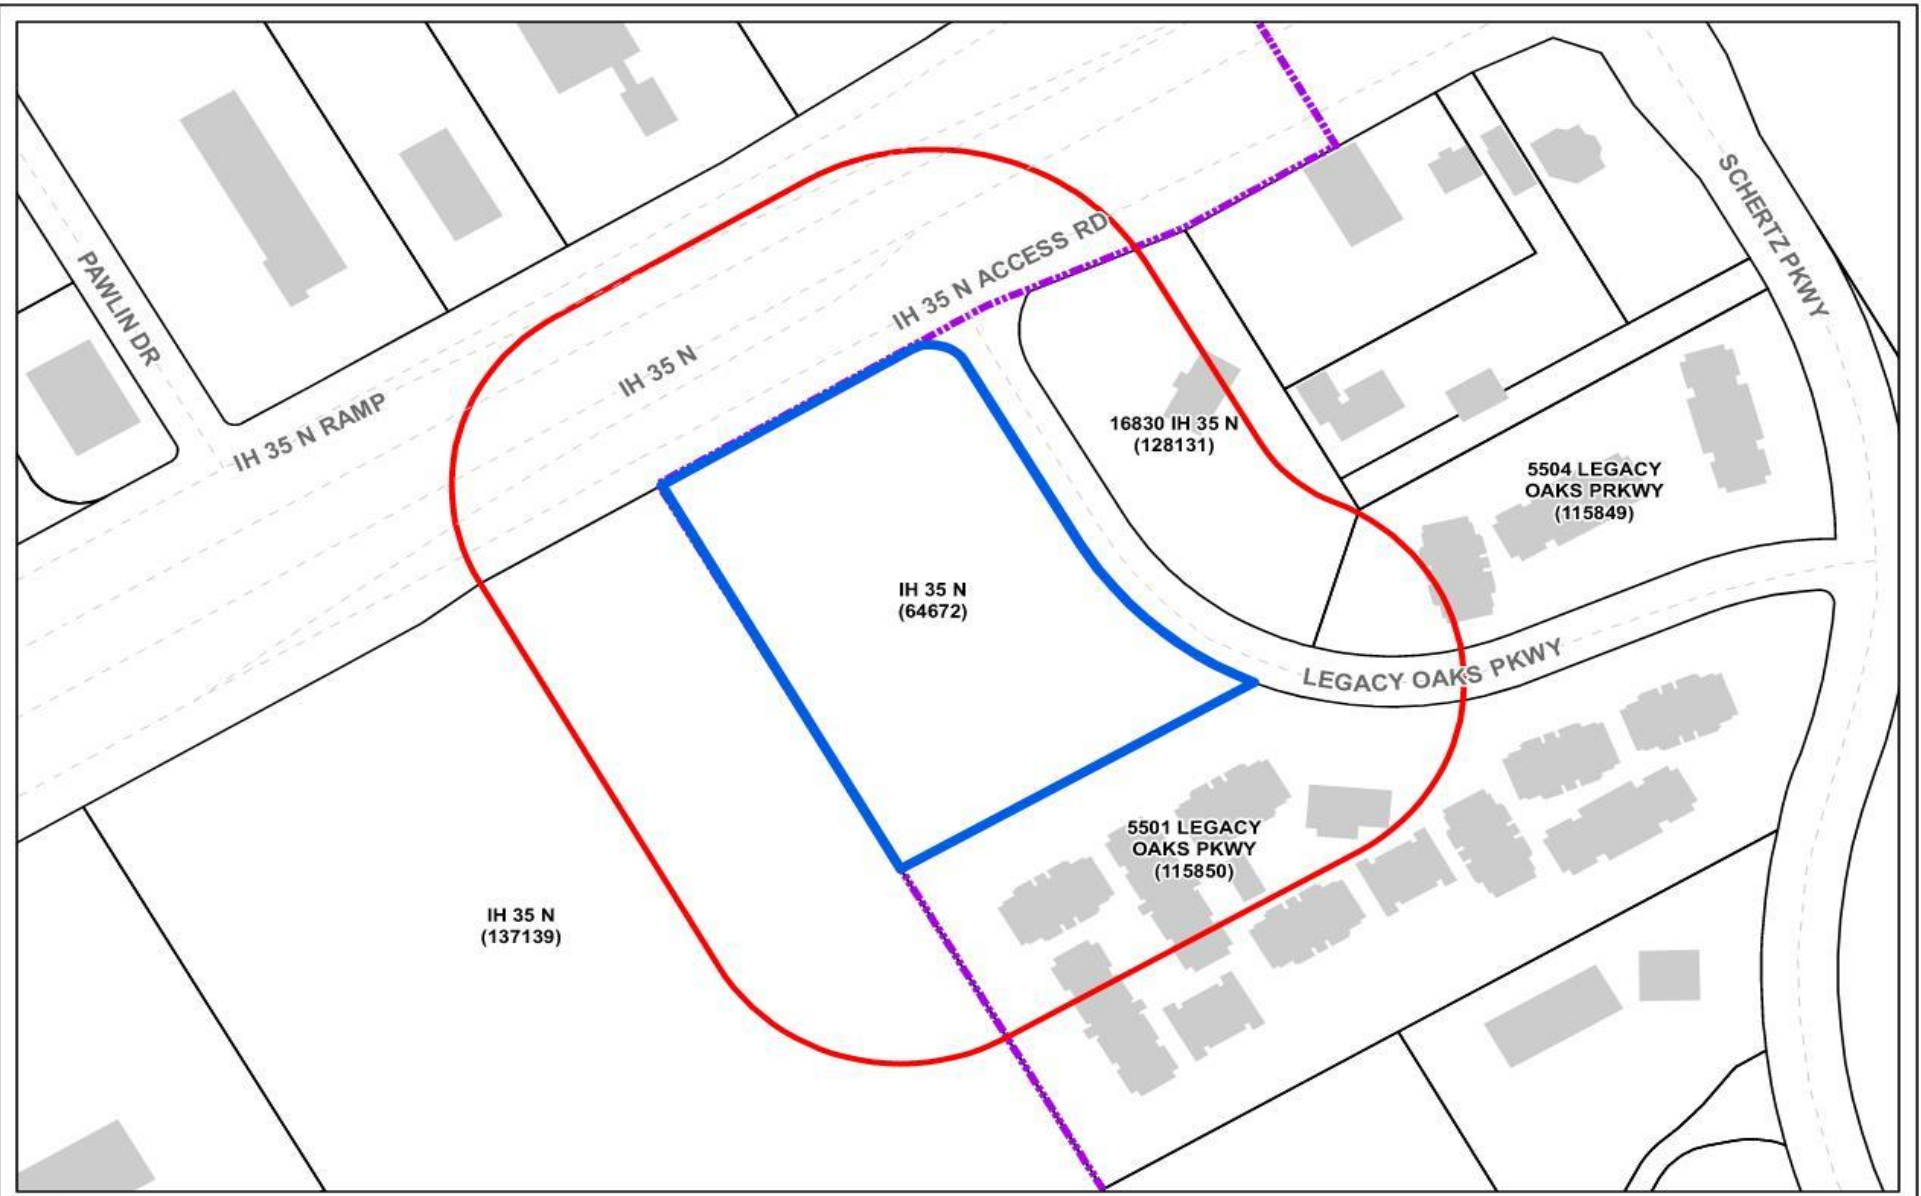 SCHERTZ PKWY
PAWLIN DR
IH 35 N ACCESS RD
IH 35 N
IH 35 N RAMP
16830 IH 35 N
(128131)
5504 LEGACY
OAKS PRKWY
(115849)
IH 35 N
(64672)
LEGACY OAKS PKWY
5501 LEGACY
OAKS PKWY
(115850)
IH 35 N
(137139)